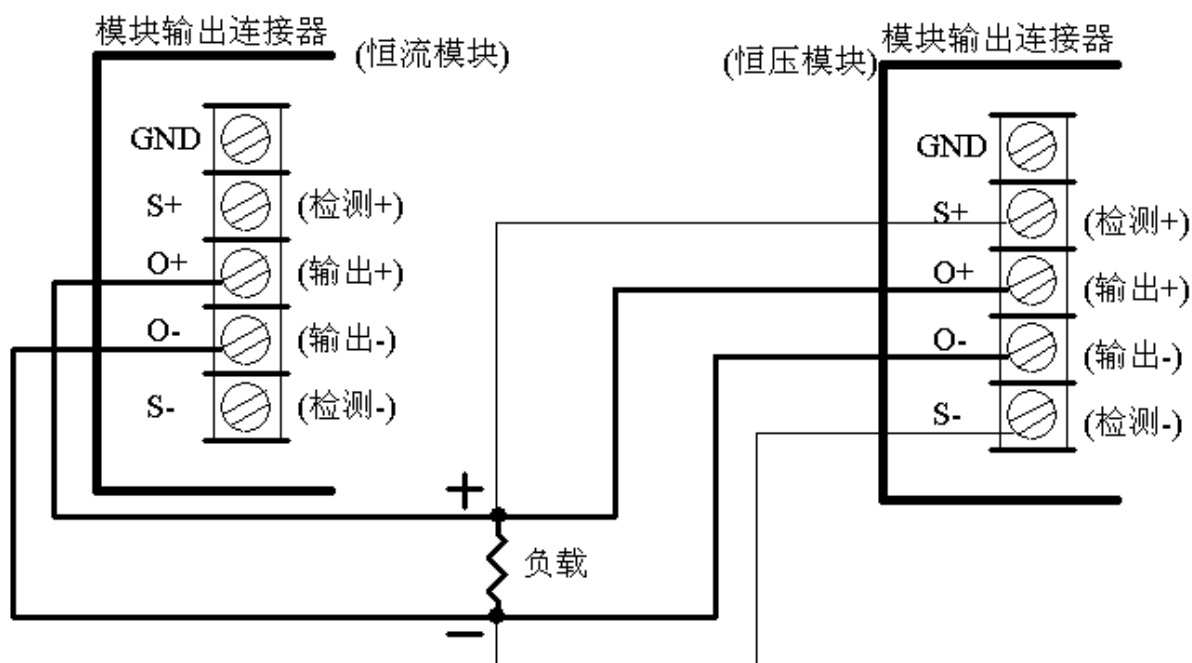 模块输出连接器
(恒流模块)
GND
S+ (检测+)
O+ (输出+)
O- (输出-)
S- (检测-)
模块输出连接器
(恒压模块)
GND
S+ (检测+)
O+ (输出+)
O- (输出-)
S- (检测-)
+
负载
−